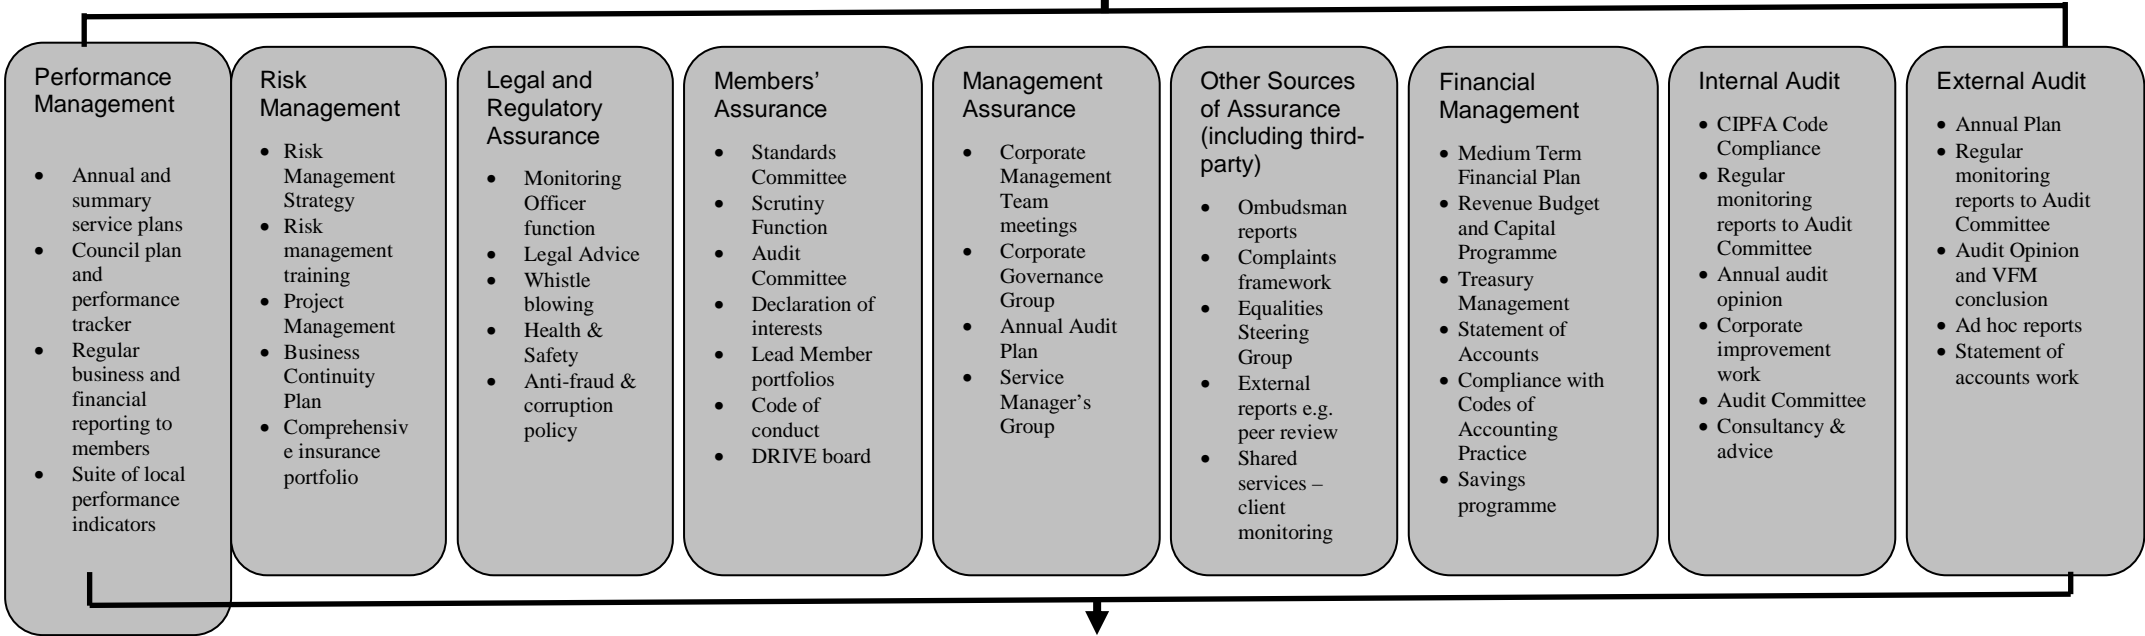 Performance
Management
• Annual and
summary
service plans
• Council plan
and
performance
tracker
• Regular
business and
financial
reporting to
members
• Suite of local
performance
indicators
Risk
Management
• Risk
Management
Strategy
• Risk
management
training
• Project
Management
• Business
Continuity
Plan
• Comprehensiv
e insurance
portfolio
Legal and
Regulatory
Assurance
• Monitoring
Officer
function
• Legal Advice
• Whistle
blowing
• Health &
Safety
• Anti-fraud &
corruption
policy
Members’
Assurance
• Standards
Committee
• Scrutiny
Function
• Audit
Committee
• Declaration of
interests
• Lead Member
portfolios
• Code of
conduct
• DRIVE board
Management
Assurance
• Corporate
Management
Team
meetings
• Corporate
Governance
Group
• Annual Audit
Plan
• Service
Manager’s
Group
Other Sources
of Assurance
(including third-
party)
• Ombudsman
reports
• Complaints
framework
• Equalities
Steering
Group
• External
reports e.g.
peer review
• Shared
services –
client
monitoring
Financial
Management
• Medium Term
Financial Plan
• Revenue Budget
and Capital
Programme
• Treasury
Management
• Statement of
Accounts
• Compliance with
Codes of
Accounting
Practice
• Savings
programme
Internal Audit
• CIPFA Code
Compliance
• Regular
monitoring
reports to Audit
Committee
• Annual audit
opinion
• Corporate
improvement
work
• Audit Committee
• Consultancy &
advice
External Audit
• Annual Plan
• Regular
monitoring
reports to Audit
Committee
• Audit Opinion
and VFM
conclusion
• Ad hoc reports
• Statement of
accounts work